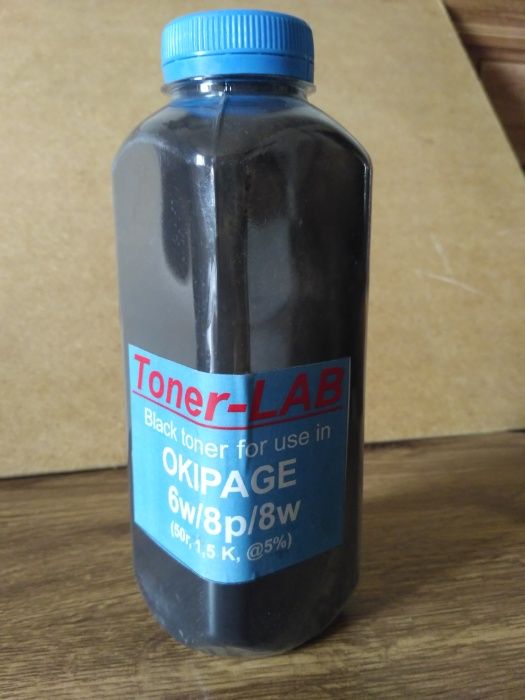 Toner-LAB
Black toner for use in
OKIPAGE
6w/8p/8w
(50г, 1,5 K, @5%)